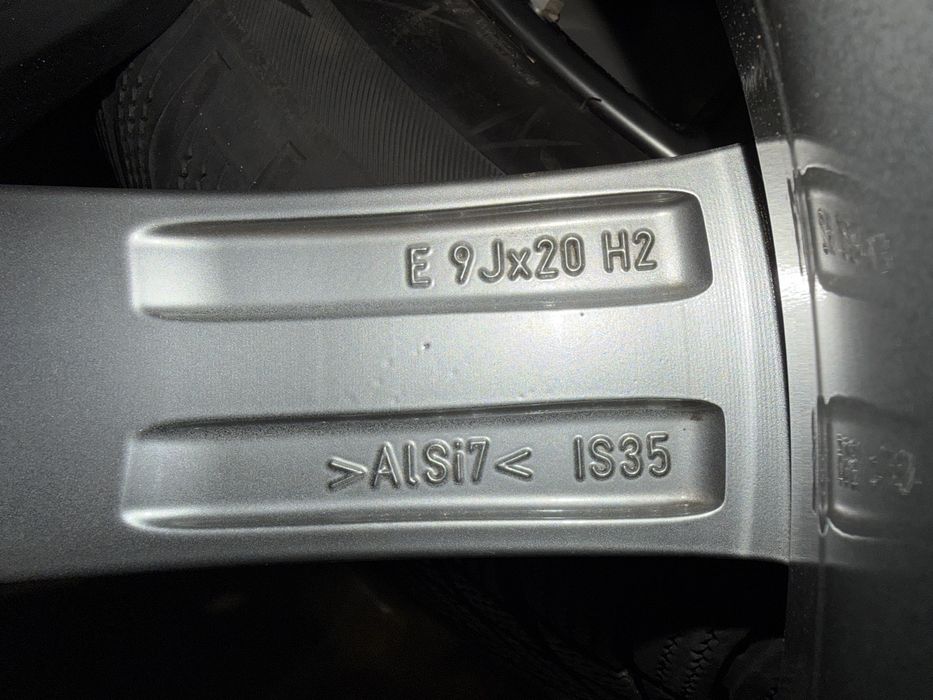 E 9Jx20 H2
>AlSi7< IS35